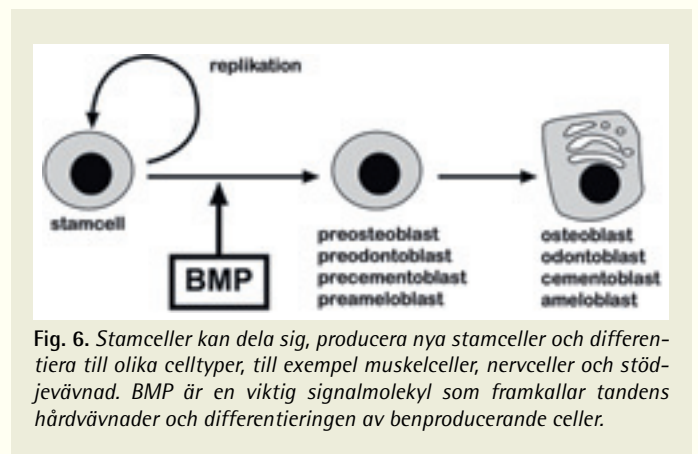 replikation
stamcell
BMP
preosteoblast
preodontoblast
precementoblast
preameloblast
osteoblast
odontoblast
cementoblast
ameloblast
Fig. 6. Stamceller kan dela sig, producera nya stamceller och differen-
tiera till olika celltyper, till exempel muskelceller, nervceller och stöd-
jevävnad. BMP är en viktig signalmolekyl som framkallar tandens
hårdvävnader och differentieringen av benproducerande celler.